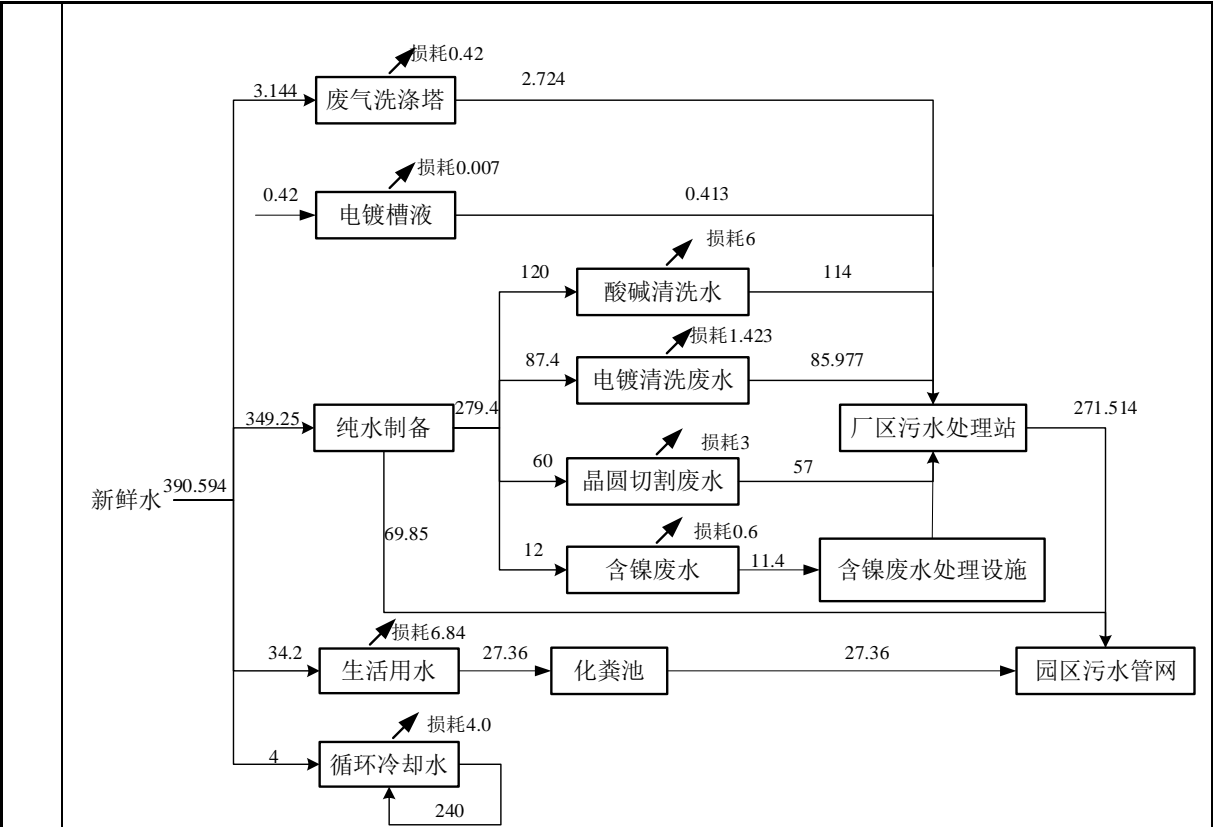 损耗0.42
3.144
废气洗涤塔
2.724
损耗0.007
0.42
电镀槽液
0.413
损耗6
120
酸碱清洗水
114
损耗1.423
87.4
电镀清洗废水
85.977
349.25
纯水制备
279.4
厂区污水处理站
271.514
损耗3
60
晶圆切割废水
57
新鲜水
390.594
69.85
损耗0.6
12
含镍废水
11.4
含镍废水处理设施
损耗6.84
34.2
生活用水
27.36
化粪池
27.36
园区污水管网
损耗4.0
4
循环冷却水
240